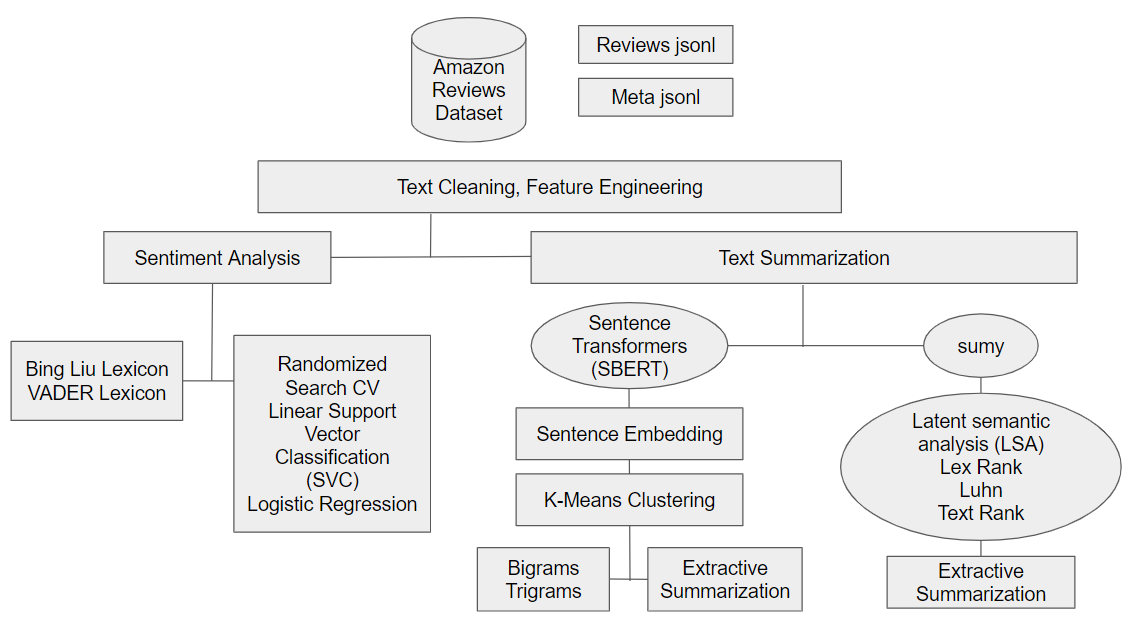 Amazon
Reviews
Dataset
Reviews jsonl
Meta jsonl
Text Cleaning, Feature Engineering
Sentiment Analysis
Text Summarization
Bing Liu Lexicon
VADER Lexicon
Randomized
Search CV
Linear Support
Vector
Classification
(SVC)
Logistic Regression
Sentence
Transformers
(SBERT)
sumy
Sentence Embedding
K-Means Clustering
Bigrams
Trigrams
Extractive
Summarization
Latent semantic
analysis (LSA)
Lex Rank
Luhn
Text Rank
Extractive
Summarization